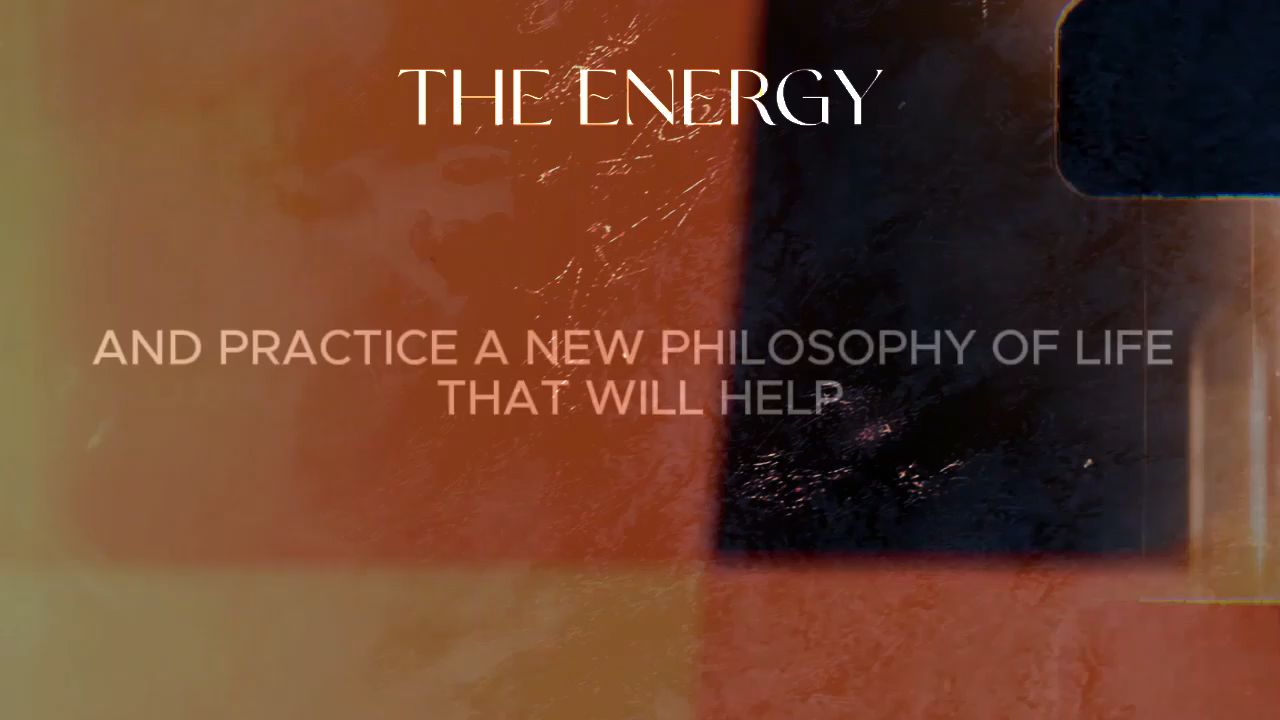 THE ENERGY
AND PRACTICE A NEW PHILOSOPHY OF LIFE
THAT WILL HELP